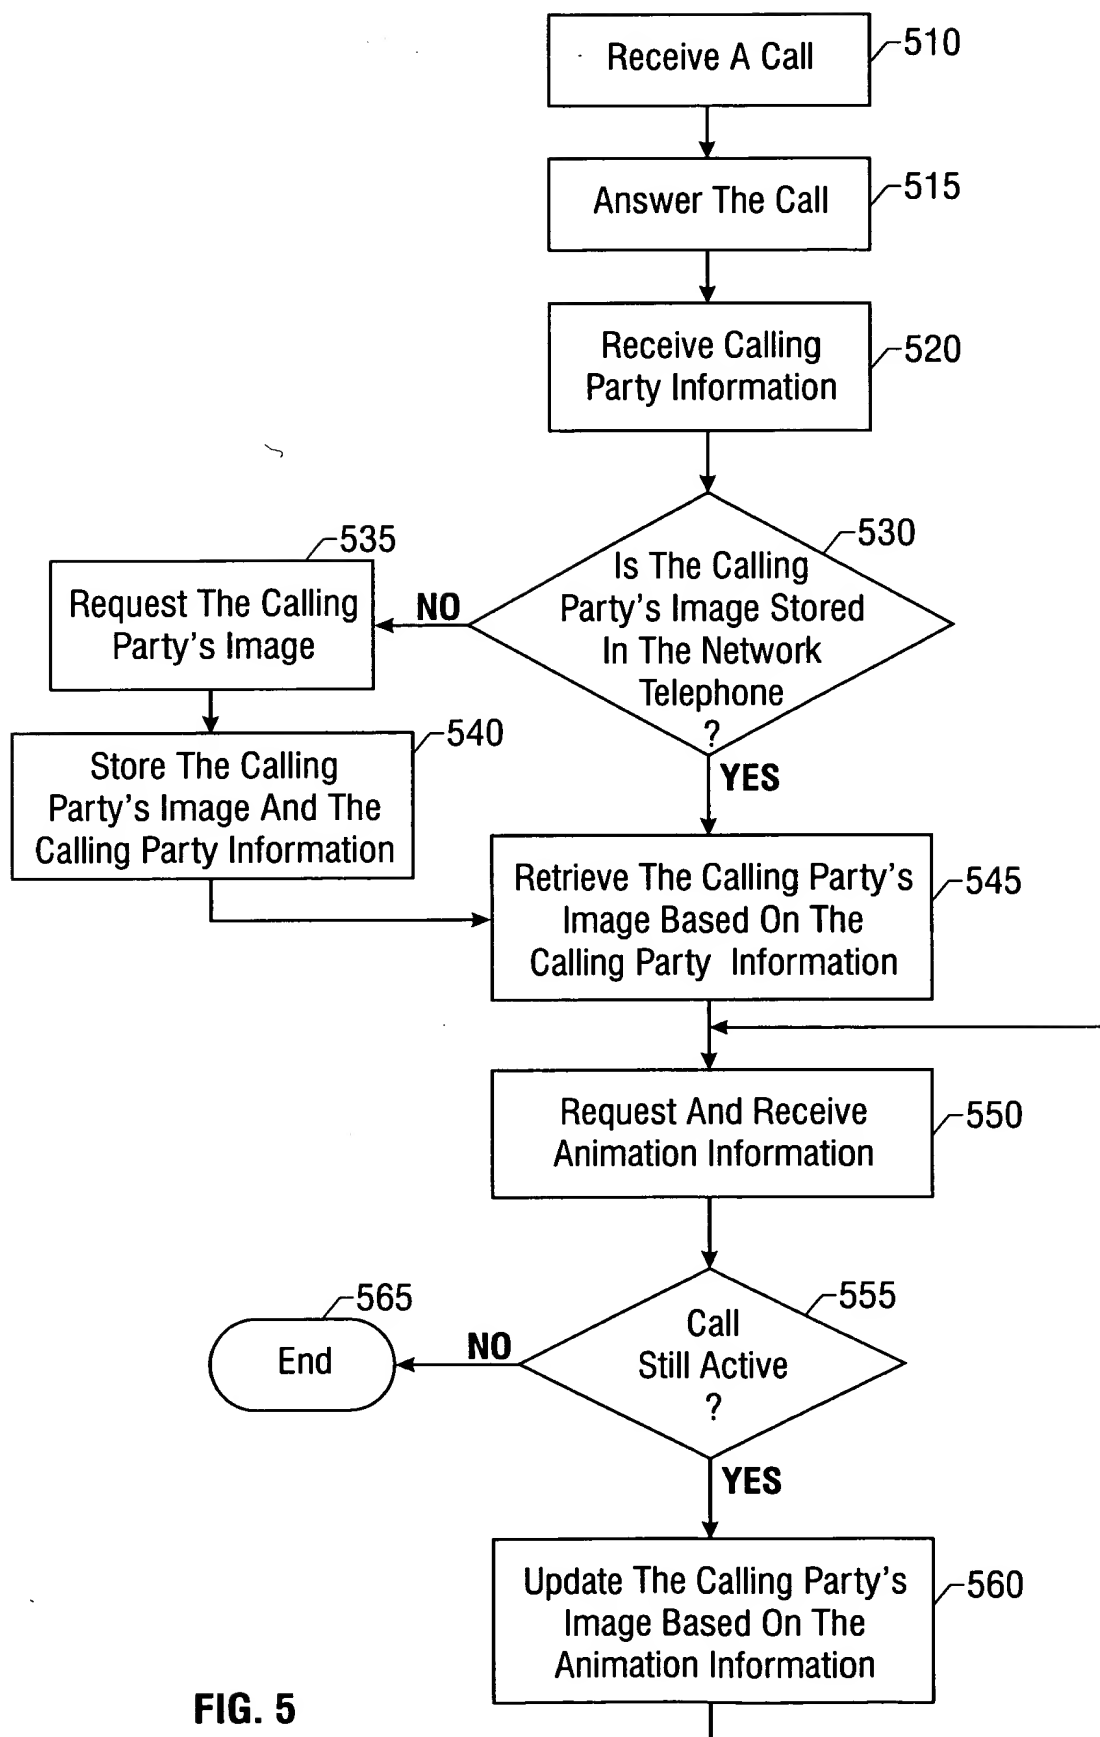 Receive A Call
510
Answer The Call
515
Receive Calling
Party Information
520
Is The Calling
Party's Image Stored
In The Network
Telephone
?
530
NO
YES
535
Request The Calling
Party's Image
540
Store The Calling
Party's Image And The
Calling Party Information
Retrieve The Calling Party's
Image Based On The
Calling Party Information
545
Request And Receive
Animation Information
550
Call
Still Active
?
555
NO
565
End
YES
Update The Calling Party's
Image Based On The
Animation Information
560
FIG. 5